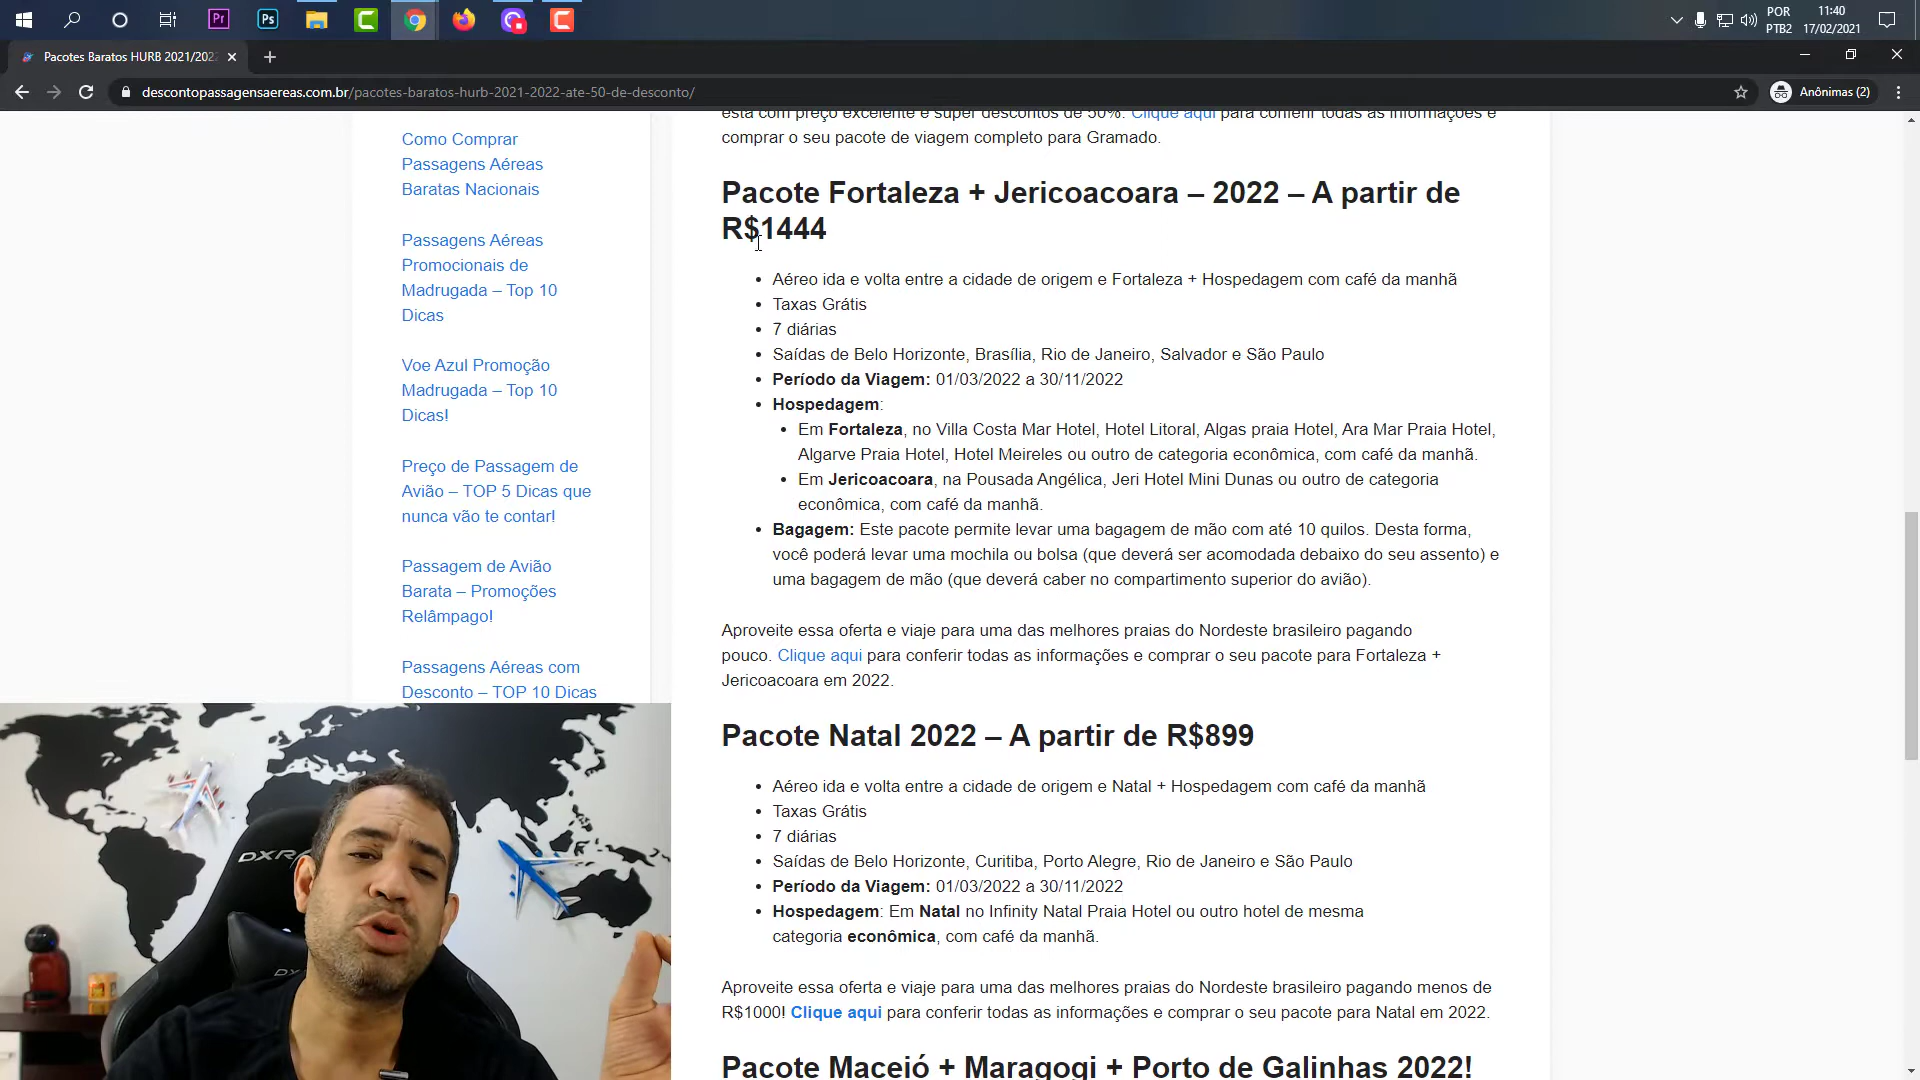 Pr
Ps
POR
PTB2
11:40
17/02/2021
Pacotes Baratos HURB 2021/202
descontopassagensaereas.com.br/pacotes-baratos-hurb-2021-2022-ate-50-de-desconto/
Anônimas (2)
Como Comprar
Passagens Aéreas
Baratas Nacionais
Passagens Aéreas
Promocionais de
Madrugada – Top 10
Dicas
Voe Azul Promoção
Madrugada – Top 10
Dicas!
Preço de Passagem de
Avião – TOP 5 Dicas que
nunca vão te contar!
Passagem de Avião
Barata – Promoções
Relâmpago!
Passagens Aéreas com
Desconto – TOP 10 Dicas
está com preço excelente e super descontos de 50%. Clique aqui para conferir todas as informações e
comprar o seu pacote de viagem completo para Gramado.
Pacote Fortaleza + Jericoacoara – 2022 – A partir de
R$1444
• Aéreo ida e volta entre a cidade de origem e Fortaleza + Hospedagem com café da manhã
• Taxas Grátis
• 7 diárias
• Saídas de Belo Horizonte, Brasília, Rio de Janeiro, Salvador e São Paulo
• Período da Viagem: 01/03/2022 a 30/11/2022
• Hospedagem:
• Em Fortaleza, no Villa Costa Mar Hotel, Hotel Litoral, Algas praia Hotel, Ara Mar Praia Hotel,
Algarve Praia Hotel, Hotel Meireles ou outro de categoria econômica, com café da manhã.
• Em Jericoacoara, na Pousada Angélica, Jeri Hotel Mini Dunas ou outro de categoria
econômica, com café da manhã.
• Bagagem: Este pacote permite levar uma bagagem de mão com até 10 quilos. Desta forma,
você poderá levar uma mochila ou bolsa (que deverá ser acomodada debaixo do seu assento) e
uma bagagem de mão (que deverá caber no compartimento superior do avião).
Aproveite essa oferta e viaje para uma das melhores praias do Nordeste brasileiro pagando
pouco. Clique aqui para conferir todas as informações e comprar o seu pacote para Fortaleza +
Jericoacoara em 2022.
Pacote Natal 2022 – A partir de R$899
• Aéreo ida e volta entre a cidade de origem e Natal + Hospedagem com café da manhã
• Taxas Grátis
• 7 diárias
• Saídas de Belo Horizonte, Curitiba, Porto Alegre, Rio de Janeiro e São Paulo
• Período da Viagem: 01/03/2022 a 30/11/2022
• Hospedagem: Em Natal no Infinity Natal Praia Hotel ou outro hotel de mesma
categoria econômica, com café da manhã.
Aproveite essa oferta e viaje para uma das melhores praias do Nordeste brasileiro pagando menos de
R$1000! Clique aqui para conferir todas as informações e comprar o seu pacote para Natal em 2022.
Pacote Maceió + Maragogi + Porto de Galinhas 2022!